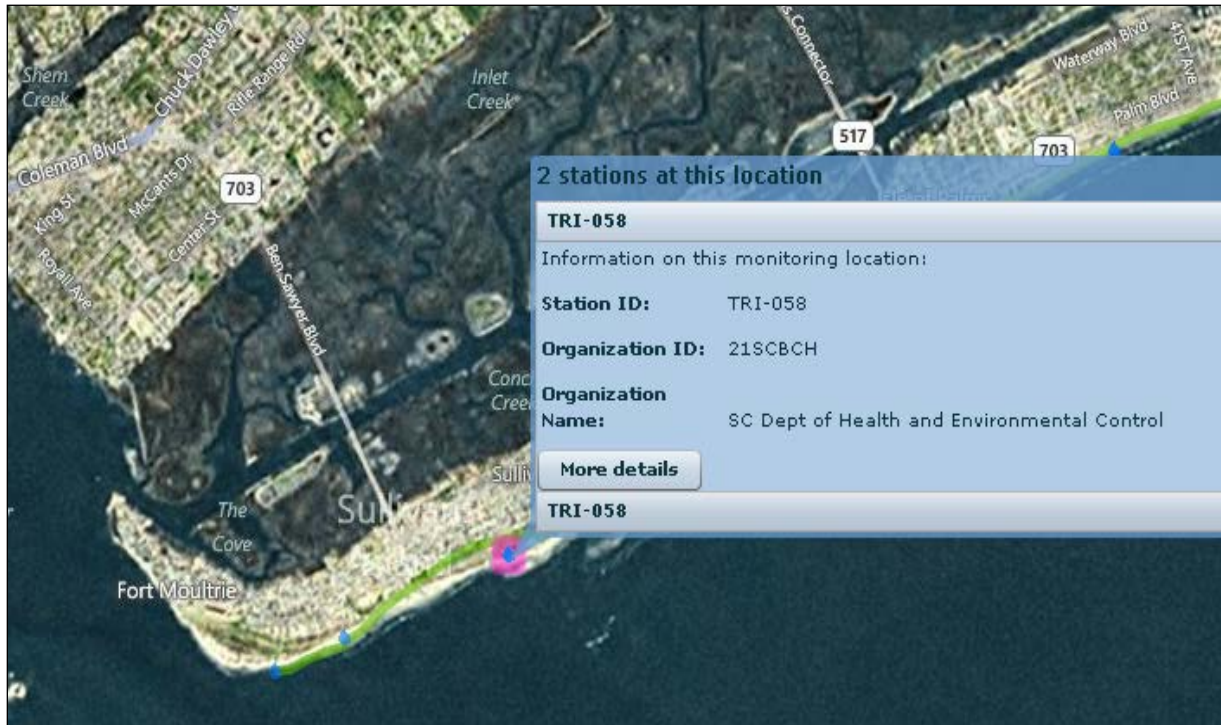 Shem
Creek
Chuck Dawley
Rifle Range Rd
Inlet
Creek
Connector
Waterway Blvd
41ST Ave
Palm Blvd
Coleman Blvd
McCants Dr
703
517
703
King St
Center St
Royall Ave
Ben Sawyer Blvd
2 stations at this location
TRI-058
Information on this monitoring location:
Station ID: TRI-058
Organization ID: 21SCBCH
Organization
Name: SC Dept of Health and Environmental Control
More details
TRI-058
The
Cove
Fort Moultrie